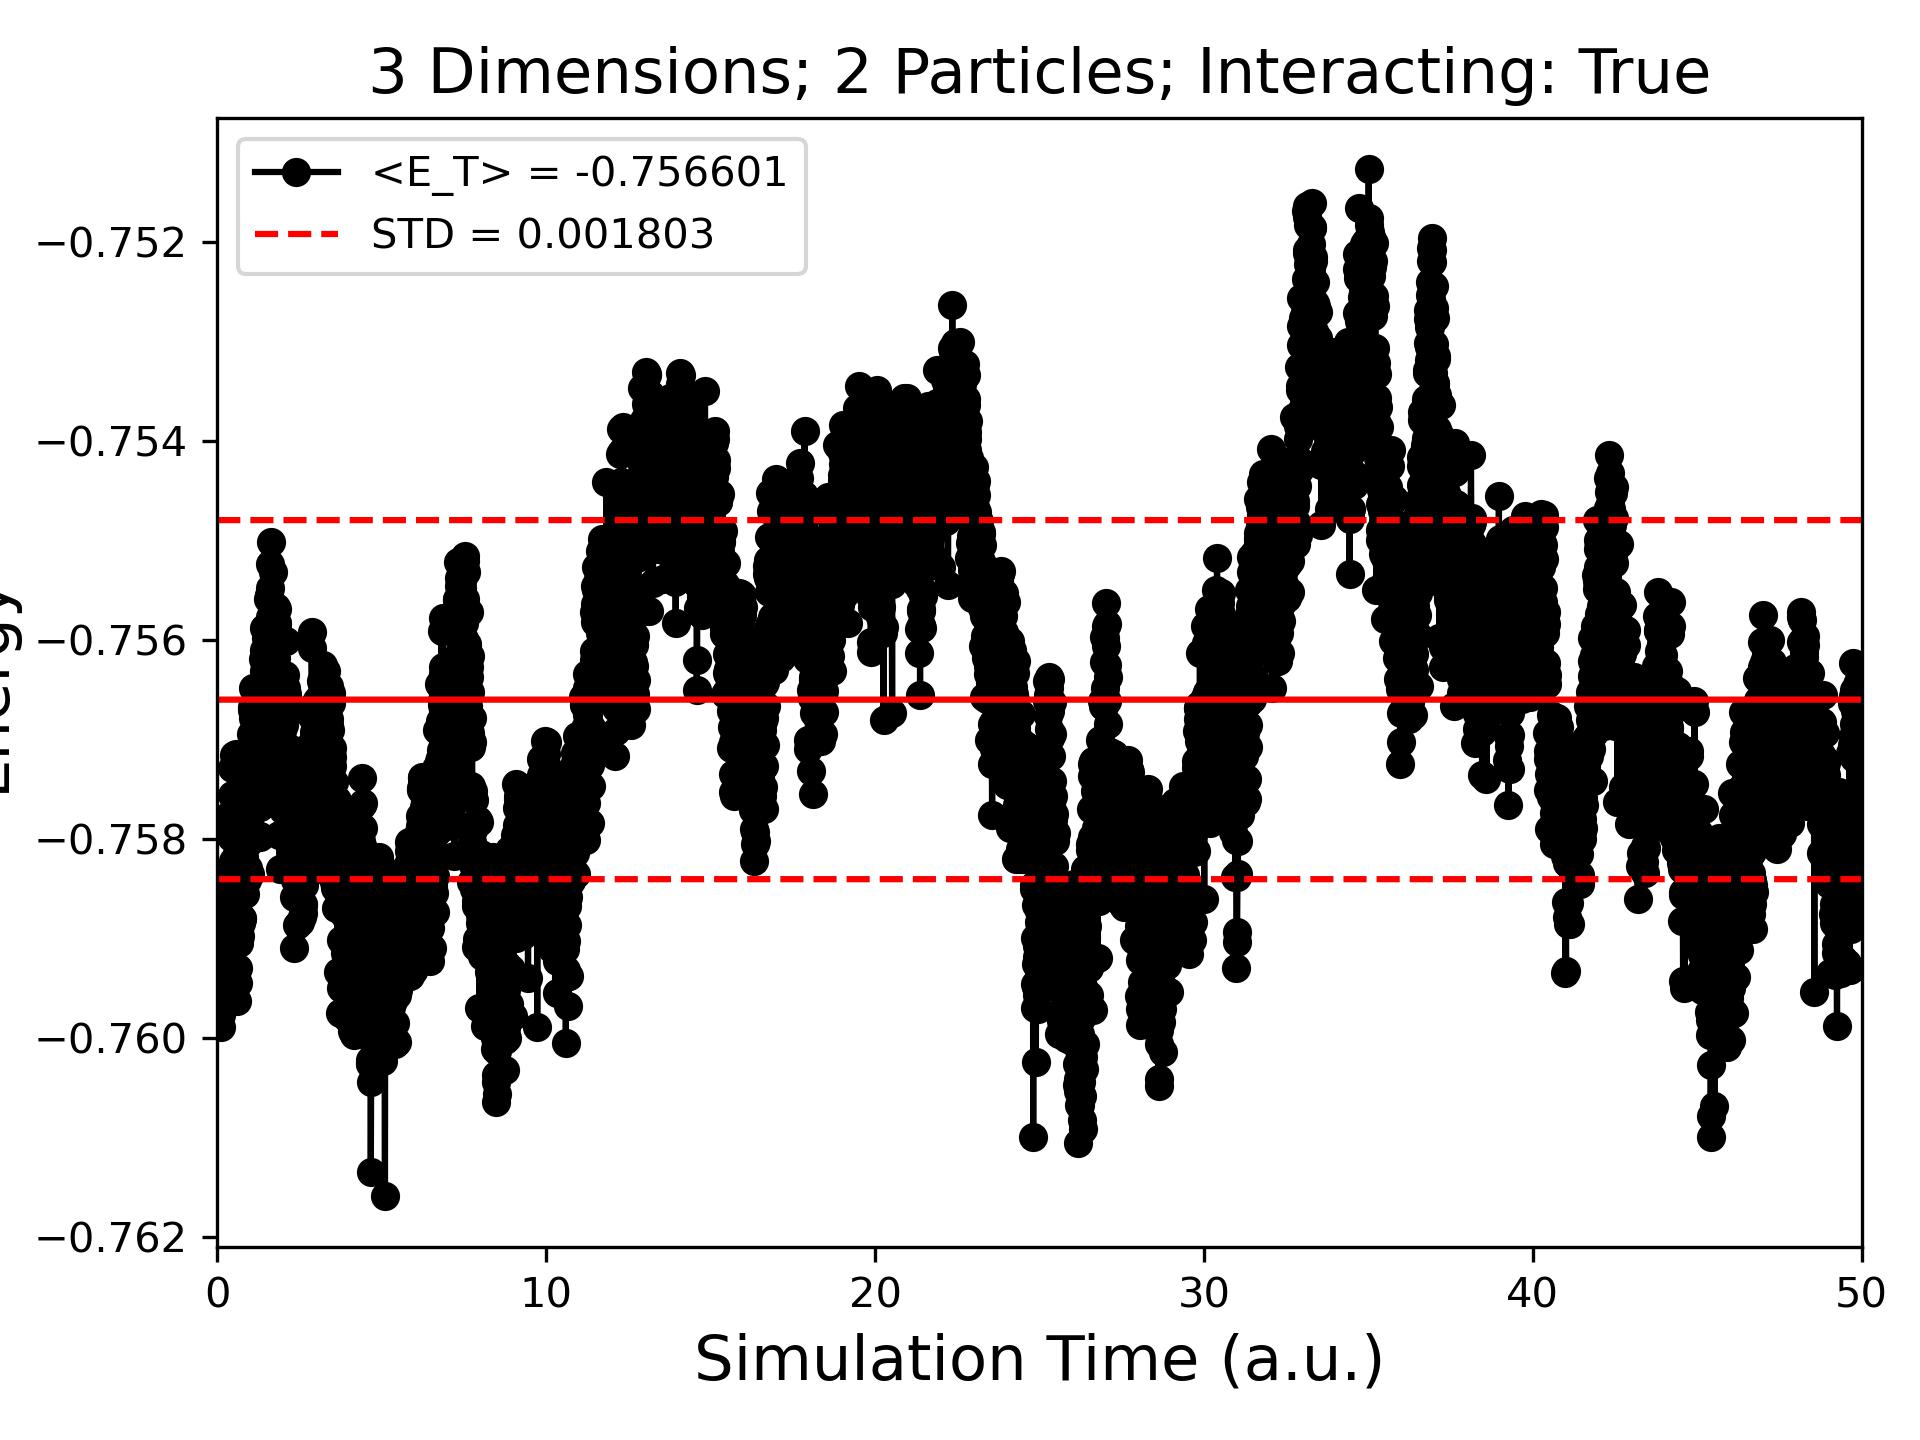 3 Dimensions; 2 Particles; Interacting: True
<E_T> = -0.756601
STD = 0.001803
Energy
−0.752
−0.754
−0.756
−0.758
−0.760
−0.762
0 10 20 30 40 50
Simulation Time (a.u.)